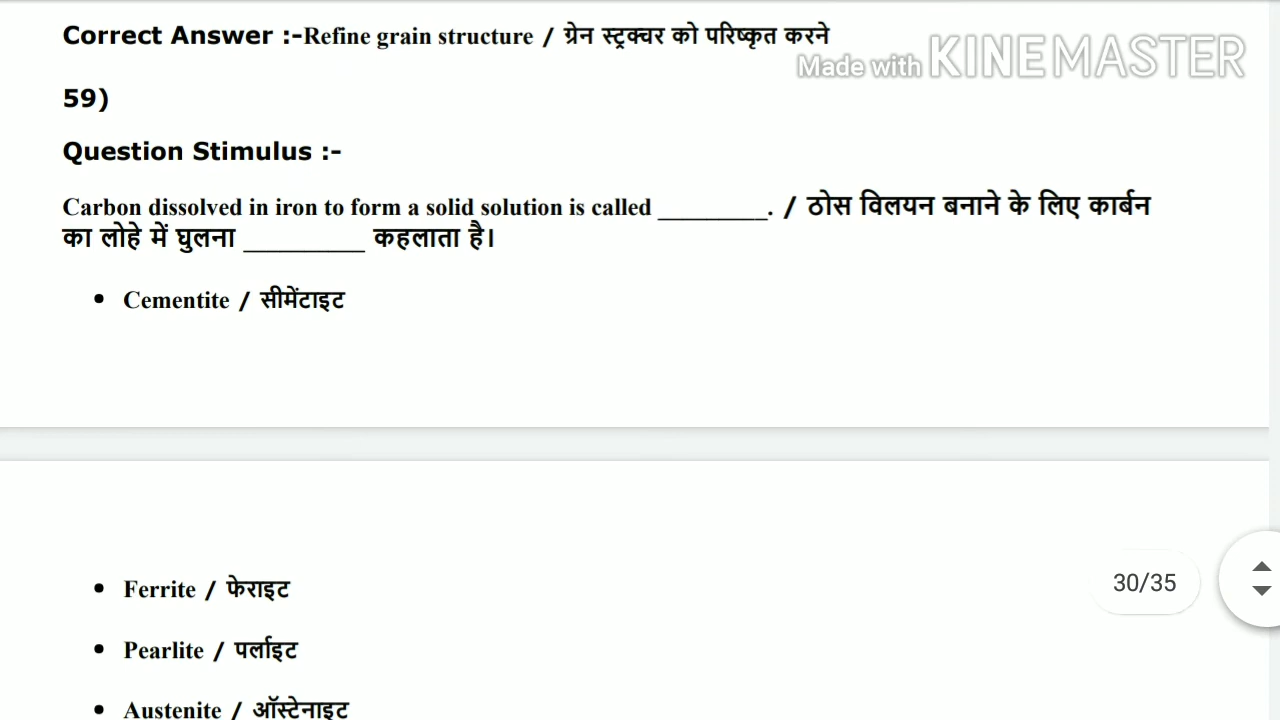 Correct Answer :-Refine grain structure / ग्रेन स्ट्रक्चर को परिष्कृत करने
Made with KINEMASTER
59)
Question Stimulus :-
Carbon dissolved in iron to form a solid solution is called _________. / ठोस विलयन बनाने के लिए कार्बन
का लोहे में घुलना __________ कहलाता है।
• Cementite / सीमेंटाइट
• Ferrite / फेराइट
30/35
• Pearlite / पर्लाइट
• Austenite / ऑस्टेनाइट